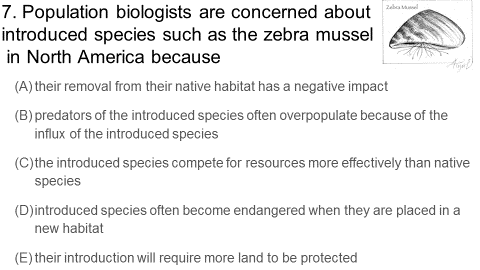 7. Population biologists are concerned about
introduced species such as the zebra mussel
in North America because
Zebra Mussel
(A) their removal from their native habitat has a negative impact
(B) predators of the introduced species often overpopulate because of the
influx of the introduced species
(C) the introduced species compete for resources more effectively than native
species
(D) introduced species often become endangered when they are placed in a
new habitat
(E) their introduction will require more land to be protected